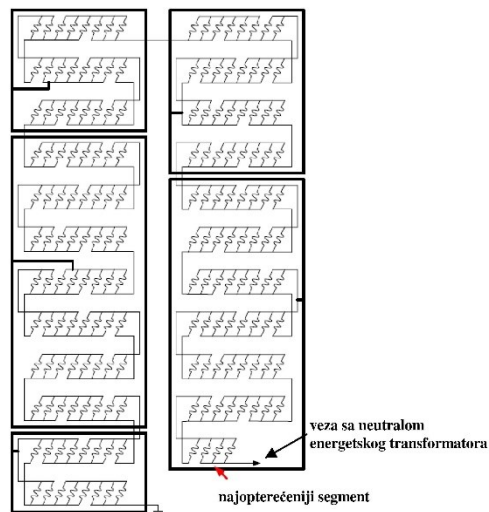 veza sa neutralom
energetskog transformatora
najopterećeniji segment